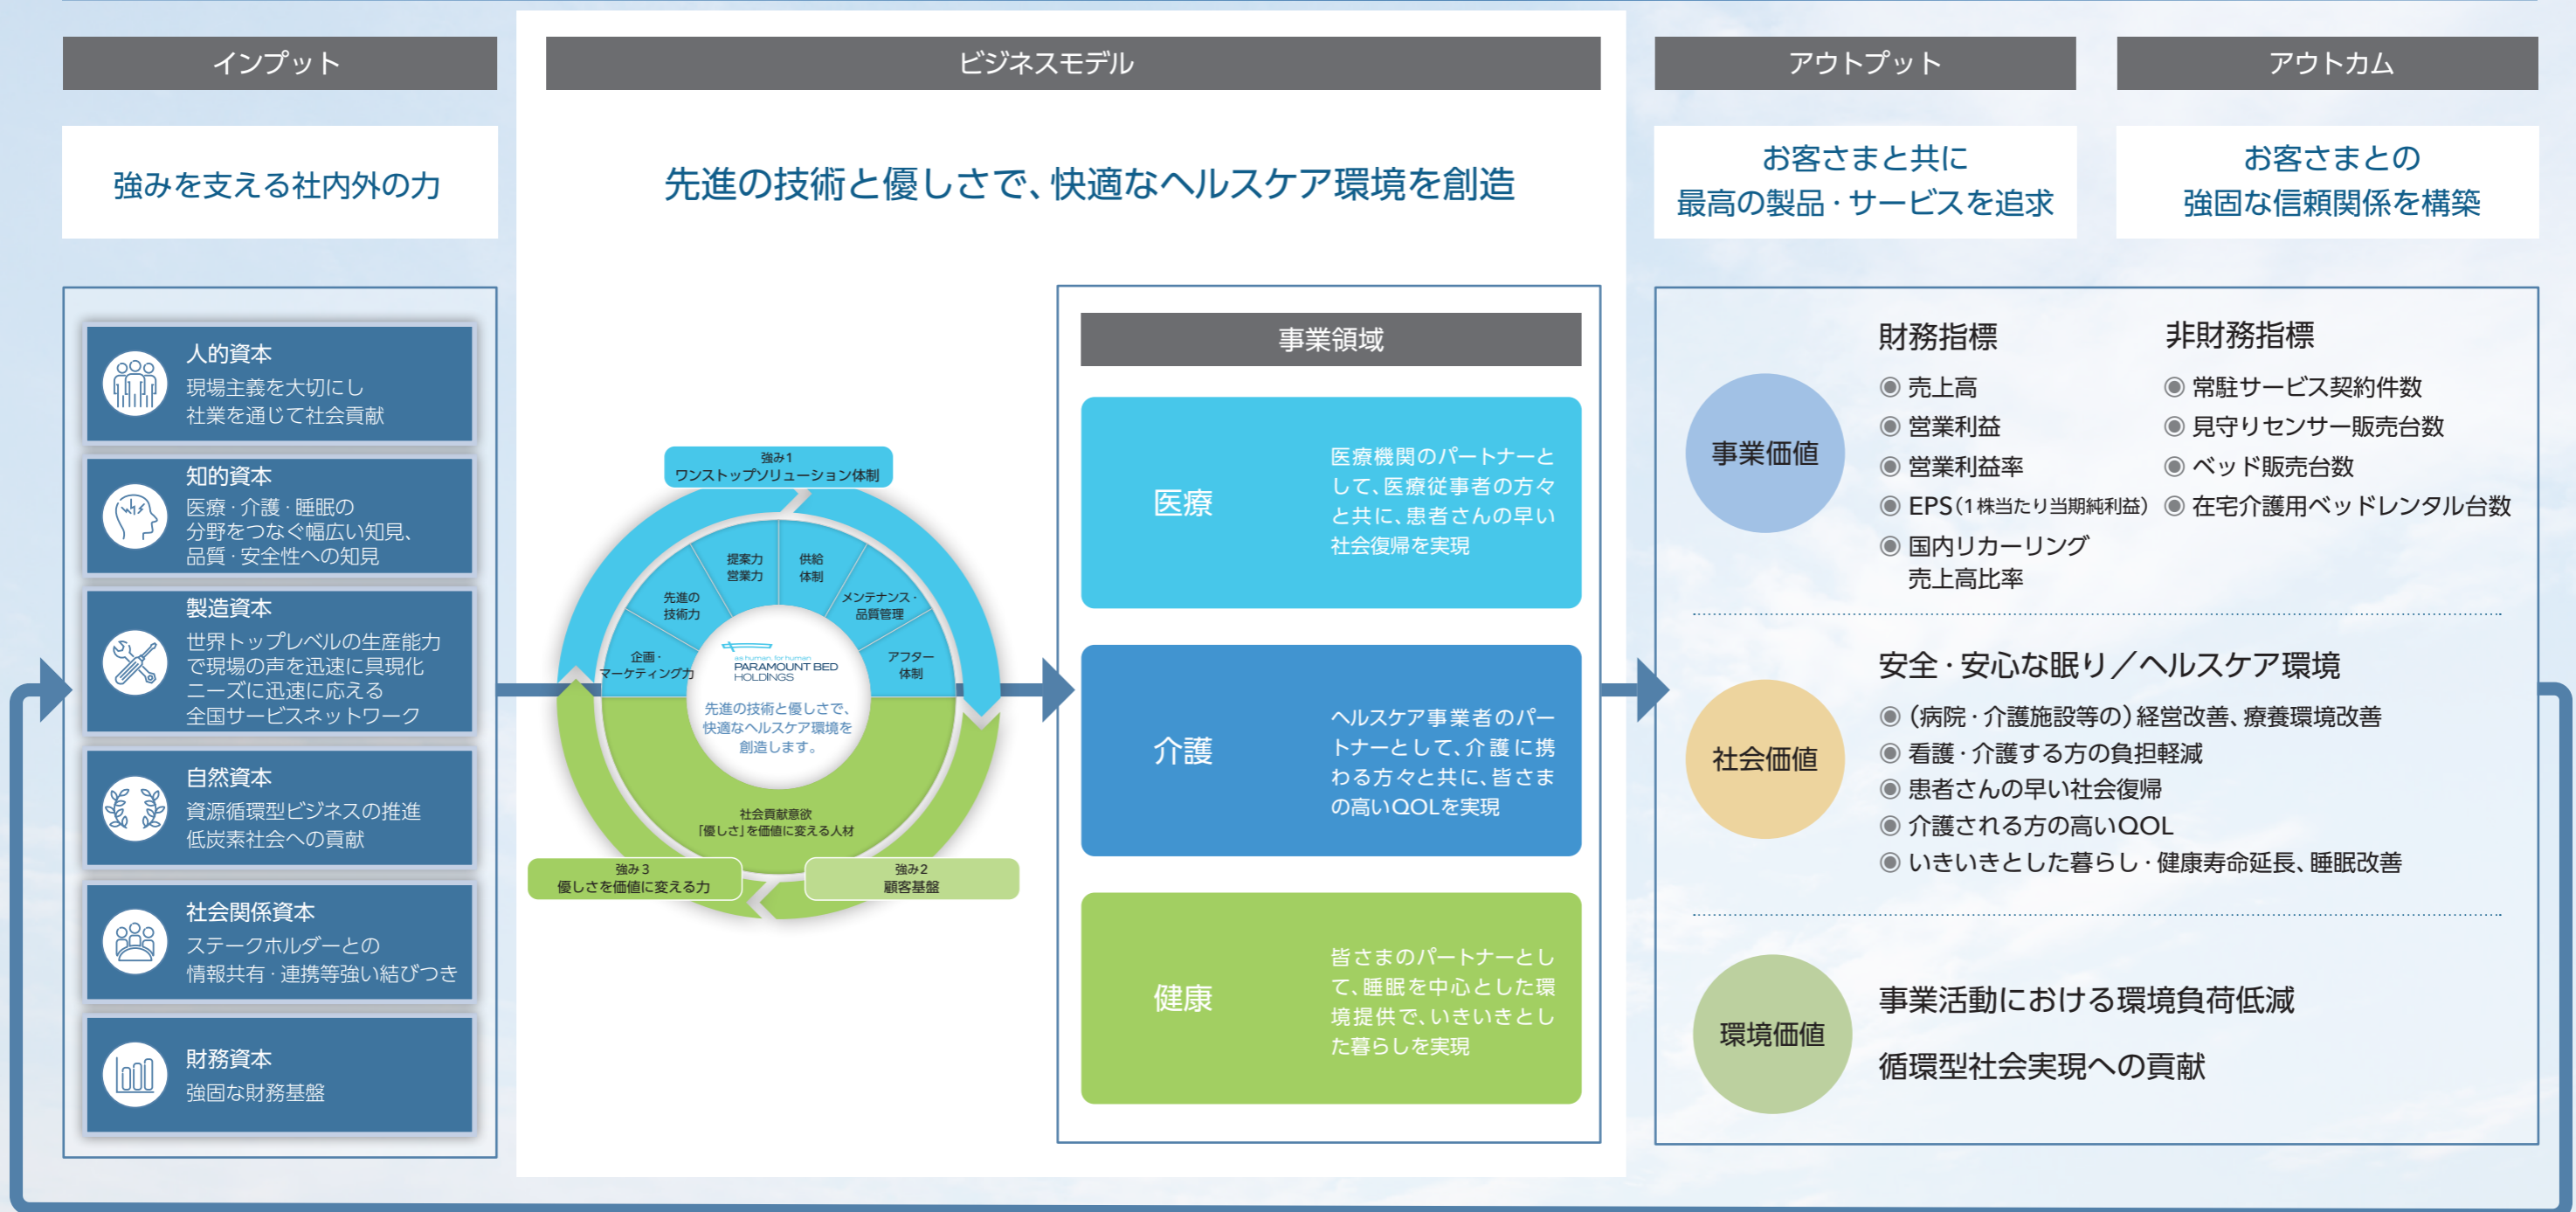 インプット
強みを支える社内外の力
人的資本
現場主義を大切にし
社業を通じて社会貢献
知的資本
医療・介護・睡眠の
分野をつなぐ幅広い知見、
品質・安全性への知見
製造資本
世界トップレベルの生産能力
で現場の声を迅速に具現化
ニーズに迅速に応える
全国サービスネットワーク
自然資本
資源循環型ビジネスの推進
低炭素社会への貢献
社会関係資本
ステークホルダーとの
情報共有・連携等強い結びつき
財務資本
強固な財務基盤
ビジネスモデル
先進の技術と優しさで、快適なヘルスケア環境を創造
強み1
ワンストップソリューション体制
企画・
マーケティング力
先進の
技術力
提案力
営業力
供給
体制
メンテナンス・
品質管理
アフター
体制
as human, for human
PARAMOUNT BED
HOLDINGS
先進の技術と優しさで、
快適なヘルスケア環境を
創造します。
社会貢献意欲
「優しさ」を価値に変える人材
強み3
優しさを価値に変える力
強み2
顧客基盤
事業領域
医療
医療機関のパートナーと
して、医療従事者の方々
と共に、患者さんの早い
社会復帰を実現
介護
ヘルスケア事業者のパー
トナーとして、介護に携
わる方々と共に、皆さま
の高いQOLを実現
健康
皆さまのパートナーとし
て、睡眠を中心とした環
境提供で、いきいきとし
た暮らしを実現
アウトプット
お客さまと共に
最高の製品・サービスを追求
アウトカム
お客さまとの
強固な信頼関係を構築
事業価値
財務指標
◉ 売上高
◉ 営業利益
◉ 営業利益率
◉ EPS(1株当たり当期純利益)
◉ 国内リカーリング
売上高比率
非財務指標
◉ 常駐サービス契約件数
◉ 見守りセンサー販売台数
◉ ベッド販売台数
◉ 在宅介護用ベッドレンタル台数
社会価値
安全・安心な眠り／ヘルスケア環境
◉ (病院・介護施設等の)経営改善、療養環境改善
◉ 看護・介護する方の負担軽減
◉ 患者さんの早い社会復帰
◉ 介護される方の高いQOL
◉ いきいきとした暮らし・健康寿命延長、睡眠改善
環境価値
事業活動における環境負荷低減
循環型社会実現への貢献